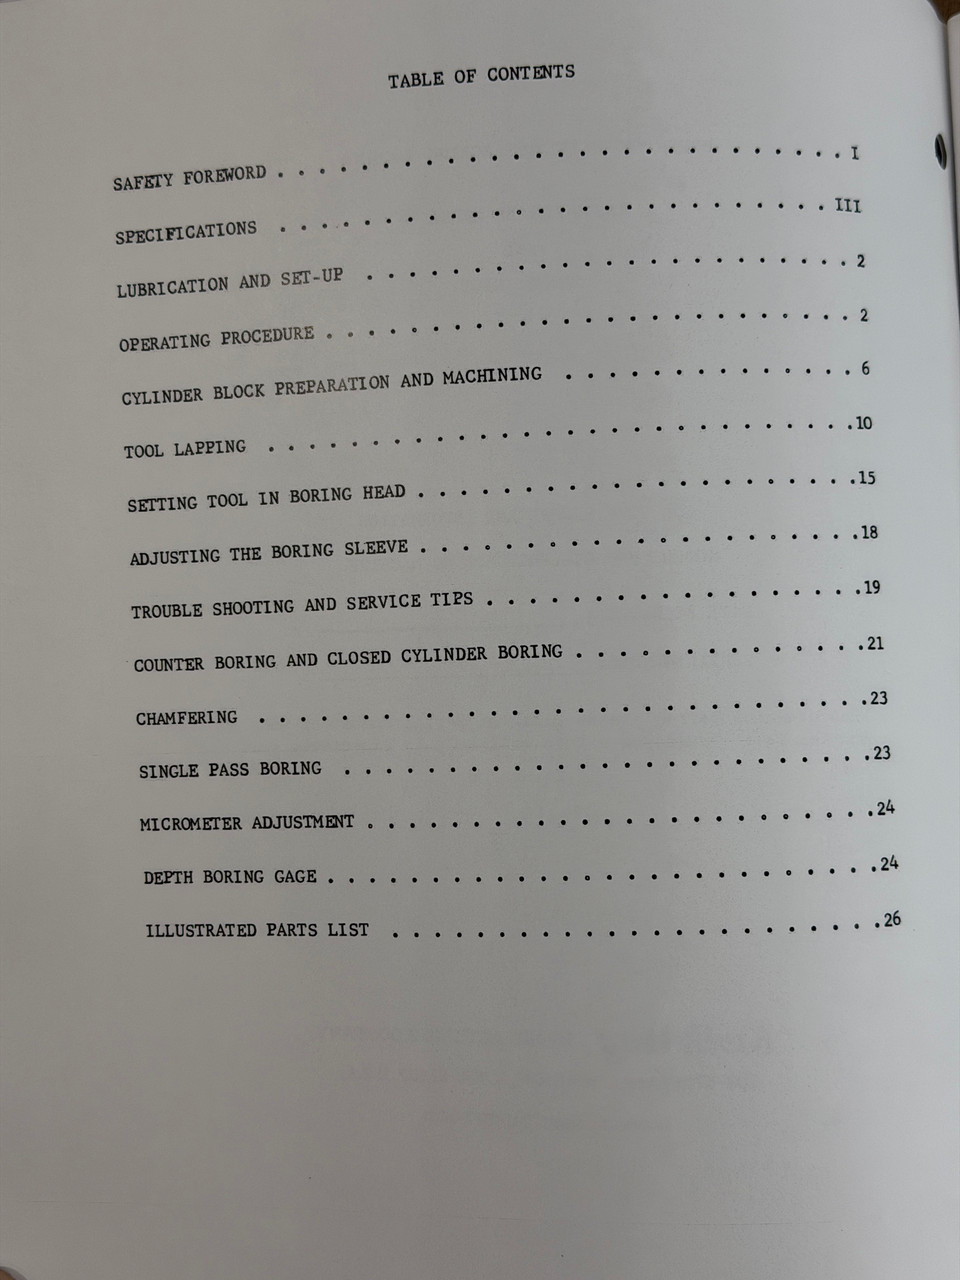 TABLE OF CONTENTS
SAFETY FOREWORD . . . . . . . . . . . . . . . . . . . . . . . . . . . I
SPECIFICATIONS . . . . . . . . . . . . . . . . . . . . . . . . . . III
LUBRICATION AND SET-UP . . . . . . . . . . . . . . . . . . . . . . . 2
OPERATING PROCEDURE . . . . . . . . . . . . . . . . . . . . . . . . . 2
CYLINDER BLOCK PREPARATION AND MACHINING . . . . . . . . . . . . . . 6
TOOL LAPPING . . . . . . . . . . . . . . . . . . . . . . . . . . . .10
SETTING TOOL IN BORING HEAD . . . . . . . . . . . . . . . . . . . . .15
ADJUSTING THE BORING SLEEVE . . . . . . . . . . . . . . . . . . . . .18
TROUBLE SHOOTING AND SERVICE TIPS . . . . . . . . . . . . . . . . . .19
COUNTER BORING AND CLOSED CYLINDER BORING . . . . . . . . . . . . . .21
CHAMFERING . . . . . . . . . . . . . . . . . . . . . . . . . . . . .23
SINGLE PASS BORING . . . . . . . . . . . . . . . . . . . . . . . . .23
MICROMETER ADJUSTMENT . . . . . . . . . . . . . . . . . . . . . . . .24
DEPTH BORING GAGE . . . . . . . . . . . . . . . . . . . . . . . . . .24
ILLUSTRATED PARTS LIST . . . . . . . . . . . . . . . . . . . . . . .26